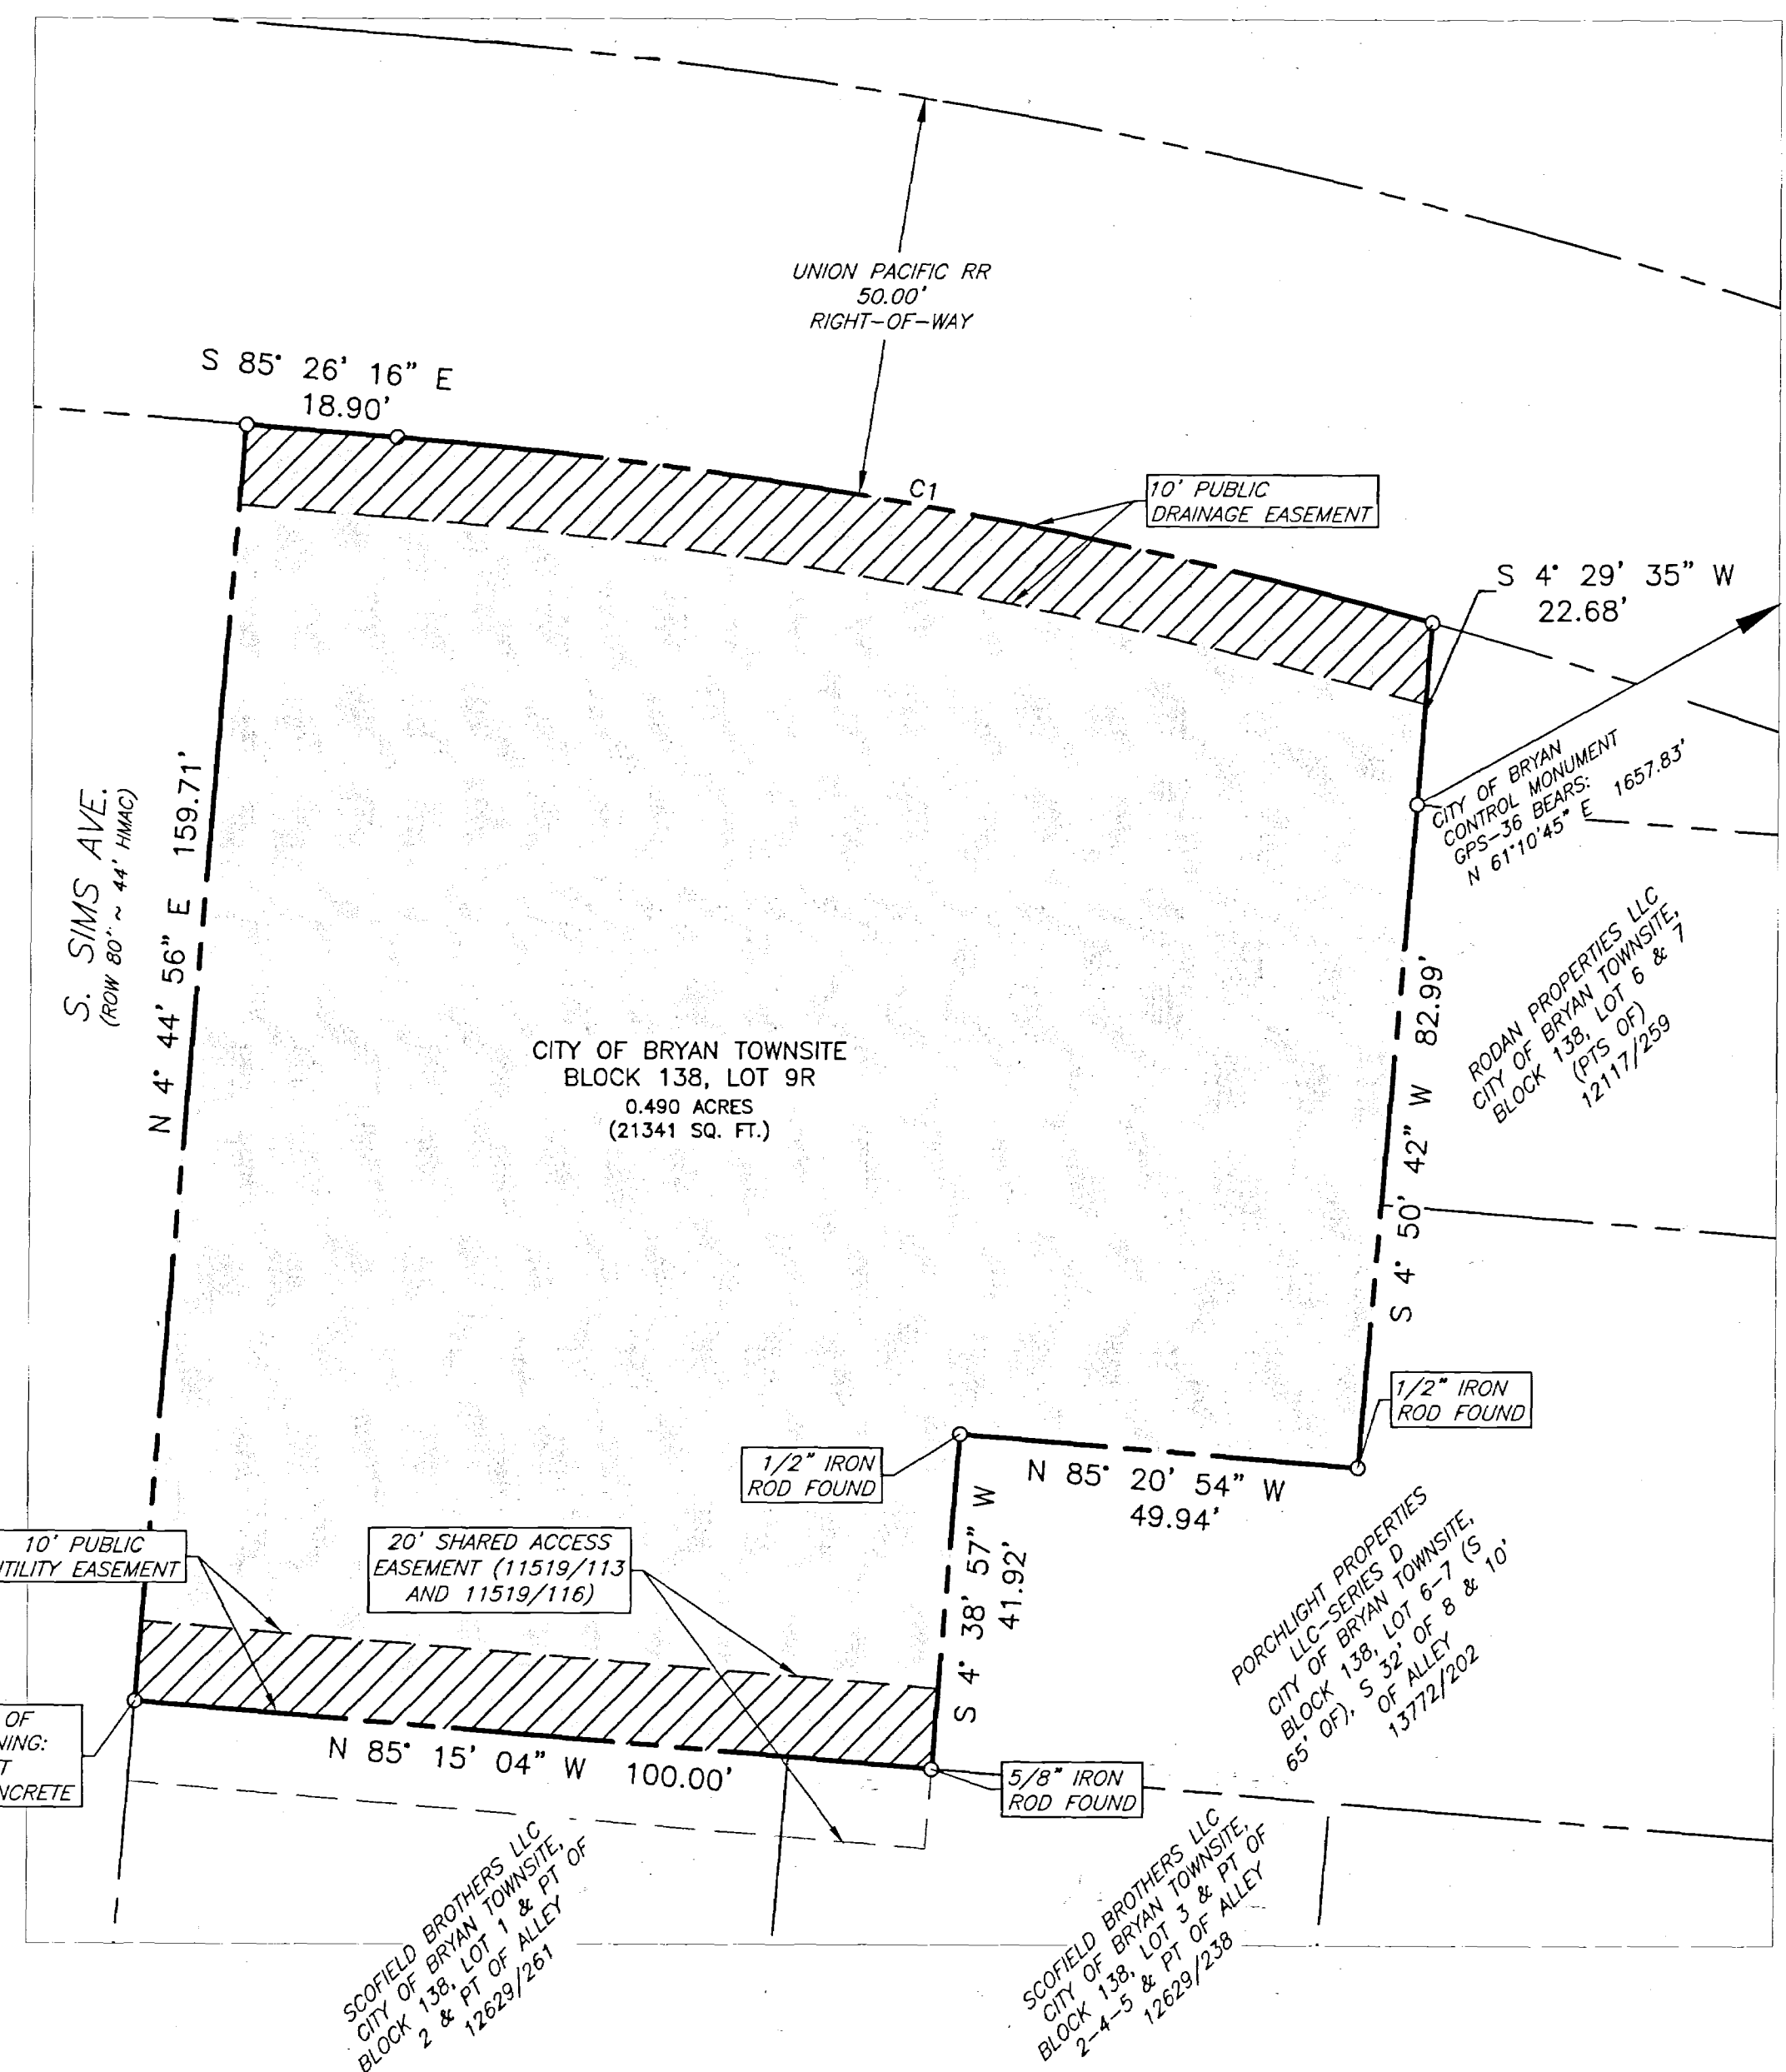 UNION PACIFIC RR
50.00'
RIGHT-OF-WAY
S 85° 26' 16" E
18.90'
C1
10' PUBLIC
DRAINAGE EASEMENT
S 4° 29' 35" W
22.68'
CITY OF BRYAN
CONTROL MONUMENT
GPS-36 BEARS:
N 61°10'45" E 1657.83'
S. SIMS AVE.
(ROW 80" ~ 44' HMAC)
N 4° 44' 56" E 159.71'
RODAN PROPERTIES LLC
CITY OF BRYAN TOWNSITE,
BLOCK 138, LOT 6 & 7
(PTS OF)
12117/259
CITY OF BRYAN TOWNSITE
BLOCK 138, LOT 9R
0.490 ACRES
(21341 SQ. FT.)
S 4° 50' 42" W 82.99'
1/2" IRON
ROD FOUND
1/2" IRON
ROD FOUND
N 85° 20' 54" W
49.94'
S 4° 38' 57" W
41.92'
10' PUBLIC
TILITY EASEMENT
20' SHARED ACCESS
EASEMENT (11519/113
AND 11519/116)
PORCHLIGHT PROPERTIES
LLC-SERIES D
CITY OF BRYAN TOWNSITE,
BLOCK 138, LOT 6-7 (S
65' OF), S 32' OF 8 & 10'
OF ALLEY
13772/202
OF
NING:
T
NCRETE
N 85° 15' 04" W 100.00'
5/8" IRON
ROD FOUND
SCOFIELD BROTHERS LLC
CITY OF BRYAN TOWNSITE,
BLOCK 138, LOT 1 & PT OF
2 & PT OF ALLEY
12629/261
SCOFIELD BROTHERS LLC
CITY OF BRYAN TOWNSITE,
BLOCK 138, LOT 3 & PT OF
2-4-5 & PT OF ALLEY
12629/238